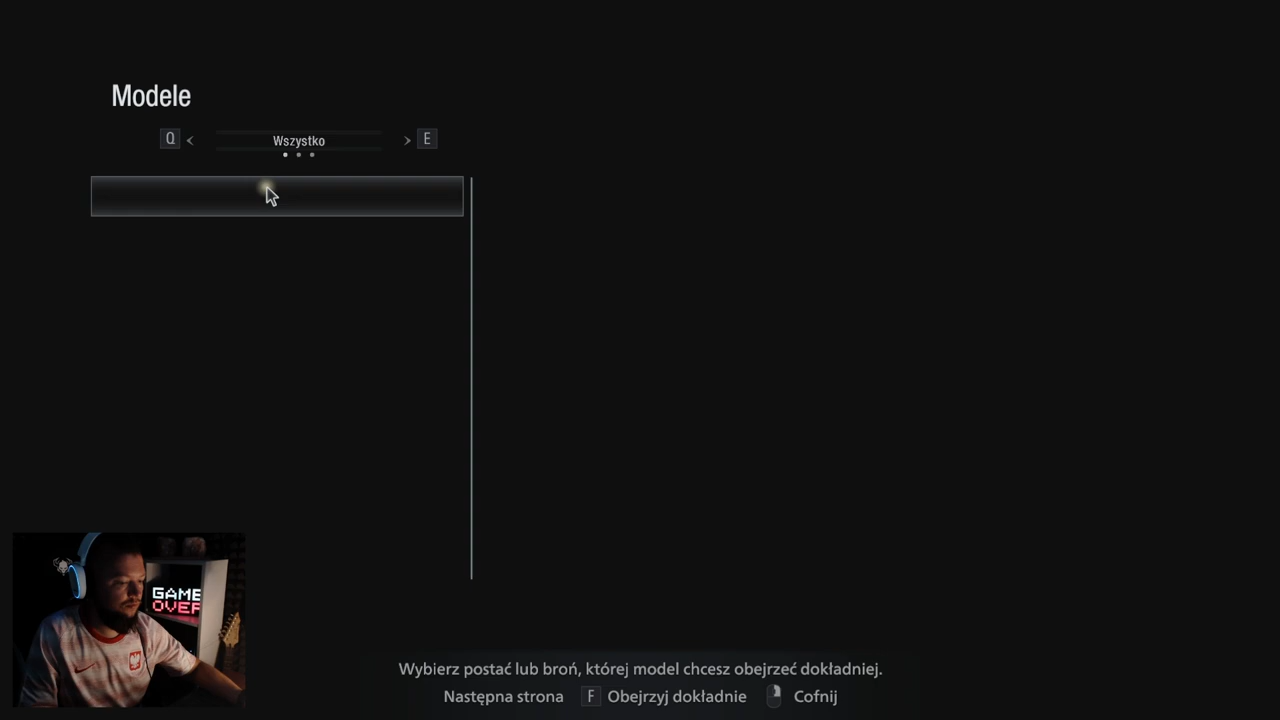 Modele
Q < Wszystko > E
GAME
OVER
Wybierz postać lub broń, której model chcesz obejrzeć dokładniej.
Następna strona F Obejrzyj dokładnie Cofnij